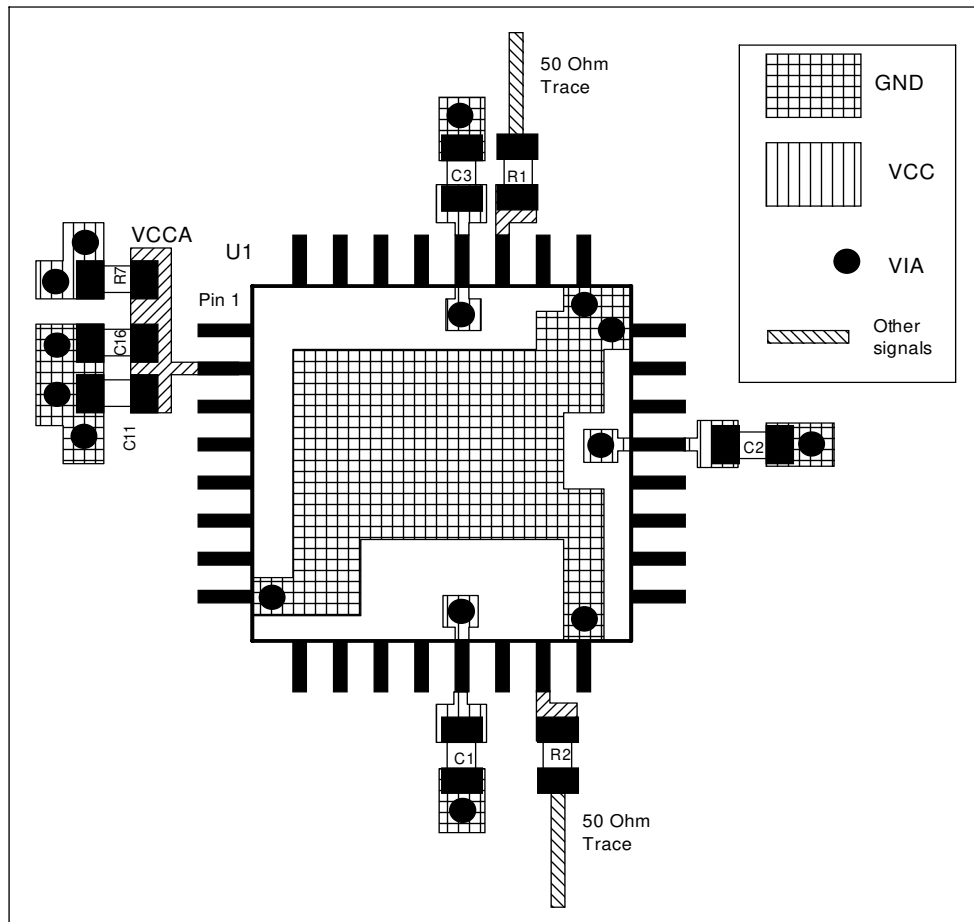 50 Ohm
Trace
GND
C3
R1
VCC
VCCA
U1
R7
VIA
Pin 1
C16
Other
signals
C11
C2
C1
R2
50 Ohm
Trace